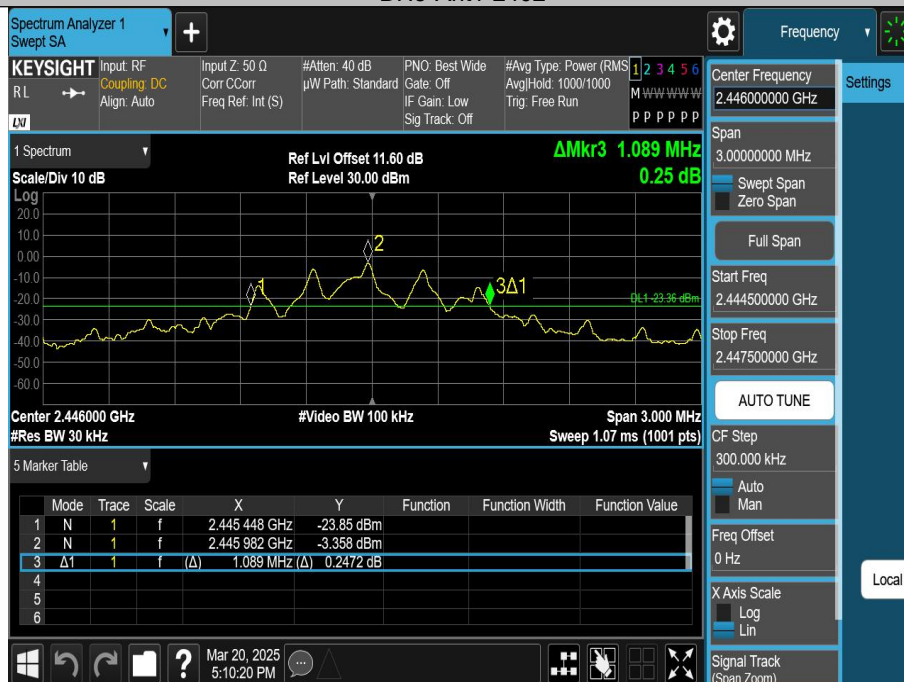 Spectrum Analyzer 1
Swept SA
+
Frequency
KEYSIGHT
R L
LXI
Input: RF
Coupling: DC
Align: Auto
Input Z: 50 Ω
Corr CCorr
Freq Ref: Int (S)
#Atten: 40 dB
µW Path: Standard
PNO: Best Wide
Gate: Off
IF Gain: Low
Sig Track: Off
#Avg Type: Power (RMS
Avg|Hold: 1000/1000
Trig: Free Run
1 2 3 4 5 6
M W W W W W
P P P P P P
1 Spectrum
Scale/Div 10 dB
Ref Lvl Offset 11.60 dB
Ref Level 30.00 dBm
ΔMkr3 1.089 MHz
0.25 dB
Log
20.0
10.0
0.00
-10.0
-20.0
-30.0
-40.0
-50.0
-60.0
1
2
3Δ1
DL1 -23.36 dBm
Center 2.446000 GHz
#Video BW 100 kHz
Span 3.000 MHz
#Res BW 30 kHz
Sweep 1.07 ms (1001 pts)
5 Marker Table
Mode Trace Scale X Y Function Function Width Function Value
1 N 1 f 2.445 448 GHz -23.85 dBm
2 N 1 f 2.445 982 GHz -3.358 dBm
3 Δ1 1 f (Δ) 1.089 MHz (Δ) 0.2472 dB
4
5
6
Mar 20, 2025
5:10:20 PM
?
Center Frequency
2.446000000 GHz
Span
3.00000000 MHz
Swept Span
Zero Span
Full Span
Start Freq
2.444500000 GHz
Stop Freq
2.447500000 GHz
AUTO TUNE
CF Step
300.000 kHz
Auto
Man
Freq Offset
0 Hz
X Axis Scale
Log
Lin
Signal Track
(Span Zoom)
Settings
Local